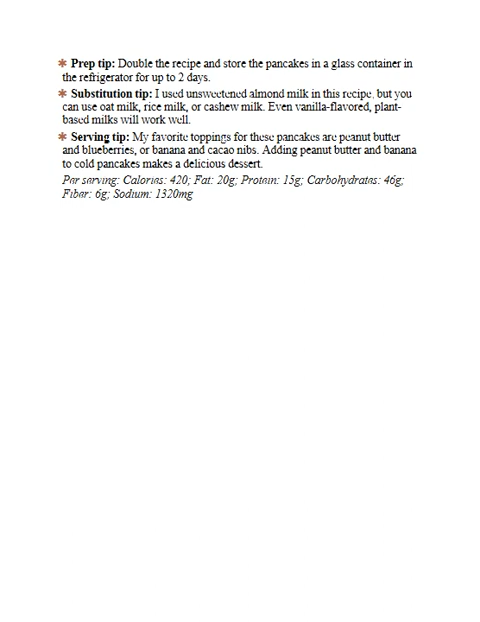 ✱ Prep tip: Double the recipe and store the pancakes in a glass container in
the refrigerator for up to 2 days.
✱ Substitution tip: I used unsweetened almond milk in this recipe, but you
can use oat milk, rice milk, or cashew milk. Even vanilla-flavored, plant-
based milks will work well.
✱ Serving tip: My favorite toppings for these pancakes are peanut butter
and blueberries, or banana and cacao nibs. Adding peanut butter and banana
to cold pancakes makes a delicious dessert.
Per serving: Calories: 420; Fat: 20g; Protein: 15g; Carbohydrates: 46g;
Fiber: 6g; Sodium: 1320mg